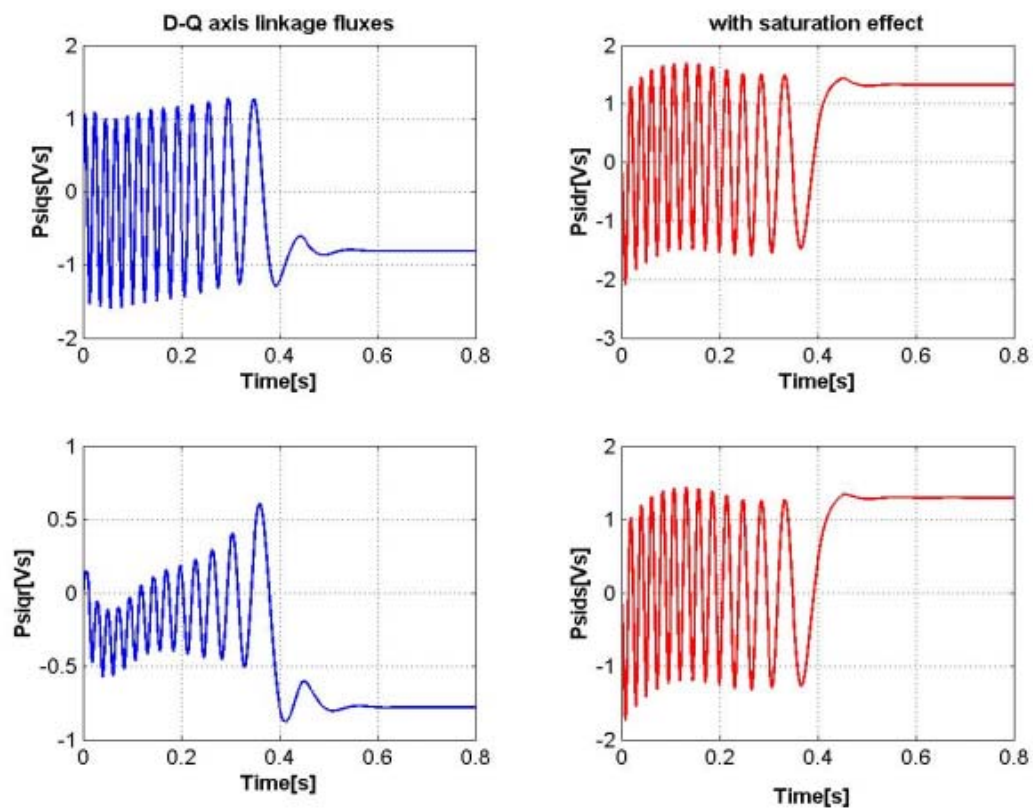 D-Q axis linkage fluxes
2
1
0
-1
-2
Psiqs[Vs]
0 0.2 0.4 0.6 0.8
Time[s]
with saturation effect
2
1
0
-1
-2
-3
Psidr[Vs]
0 0.2 0.4 0.6 0.8
Time[s]
1
0.5
0
-0.5
-1
Psiqr[Vs]
0 0.2 0.4 0.6 0.8
Time[s]
2
1
0
-1
-2
Psids[Vs]
0 0.2 0.4 0.6 0.8
Time[s]